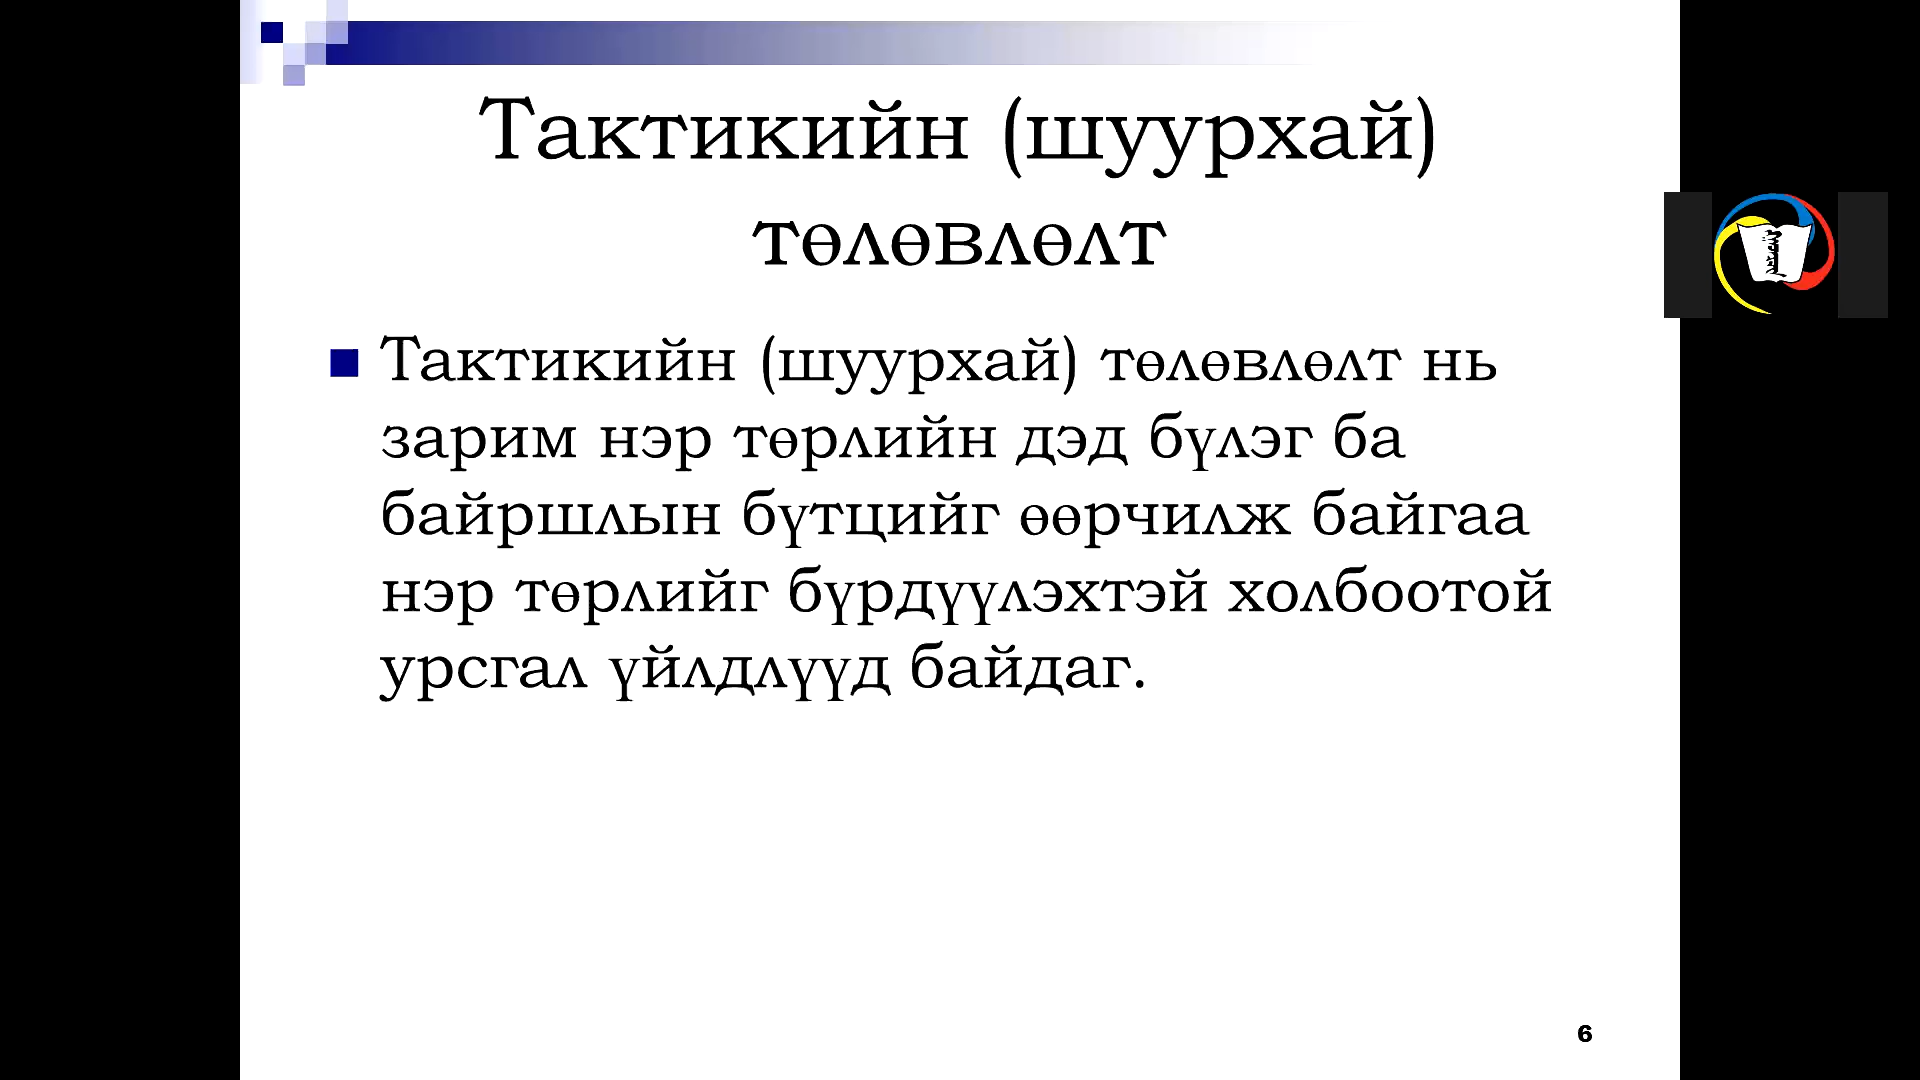 Тактикийн (шуурхай)
төлөвлөлт
Тактикийн (шуурхай) төлөвлөлт нь
зарим нэр төрлийн дэд бүлэг ба
байршлын бүтцийг өөрчилж байгаа
нэр төрлийг бүрдүүлэхтэй холбоотой
урсгал үйлдлүүд байдаг.
6